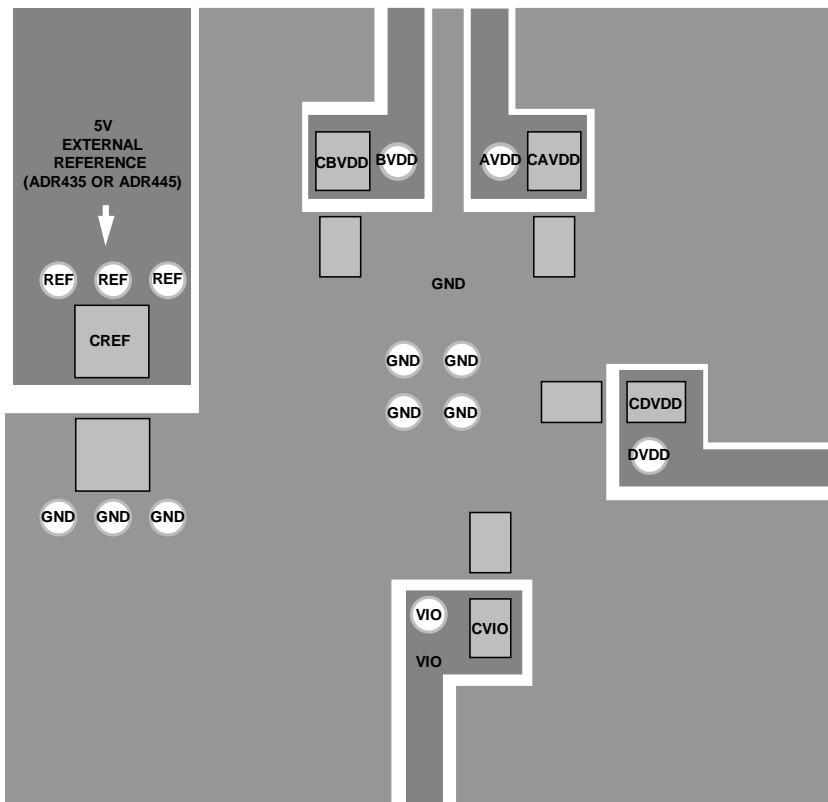 5V
EXTERNAL
REFERENCE
(ADR435 OR ADR445)
CBVDD BVDD AVDD CAVDD
REF REF REF
GND
CREF
GND GND
GND GND
CDVDD
DVDD
GND GND GND
VIO CVIO
VIO